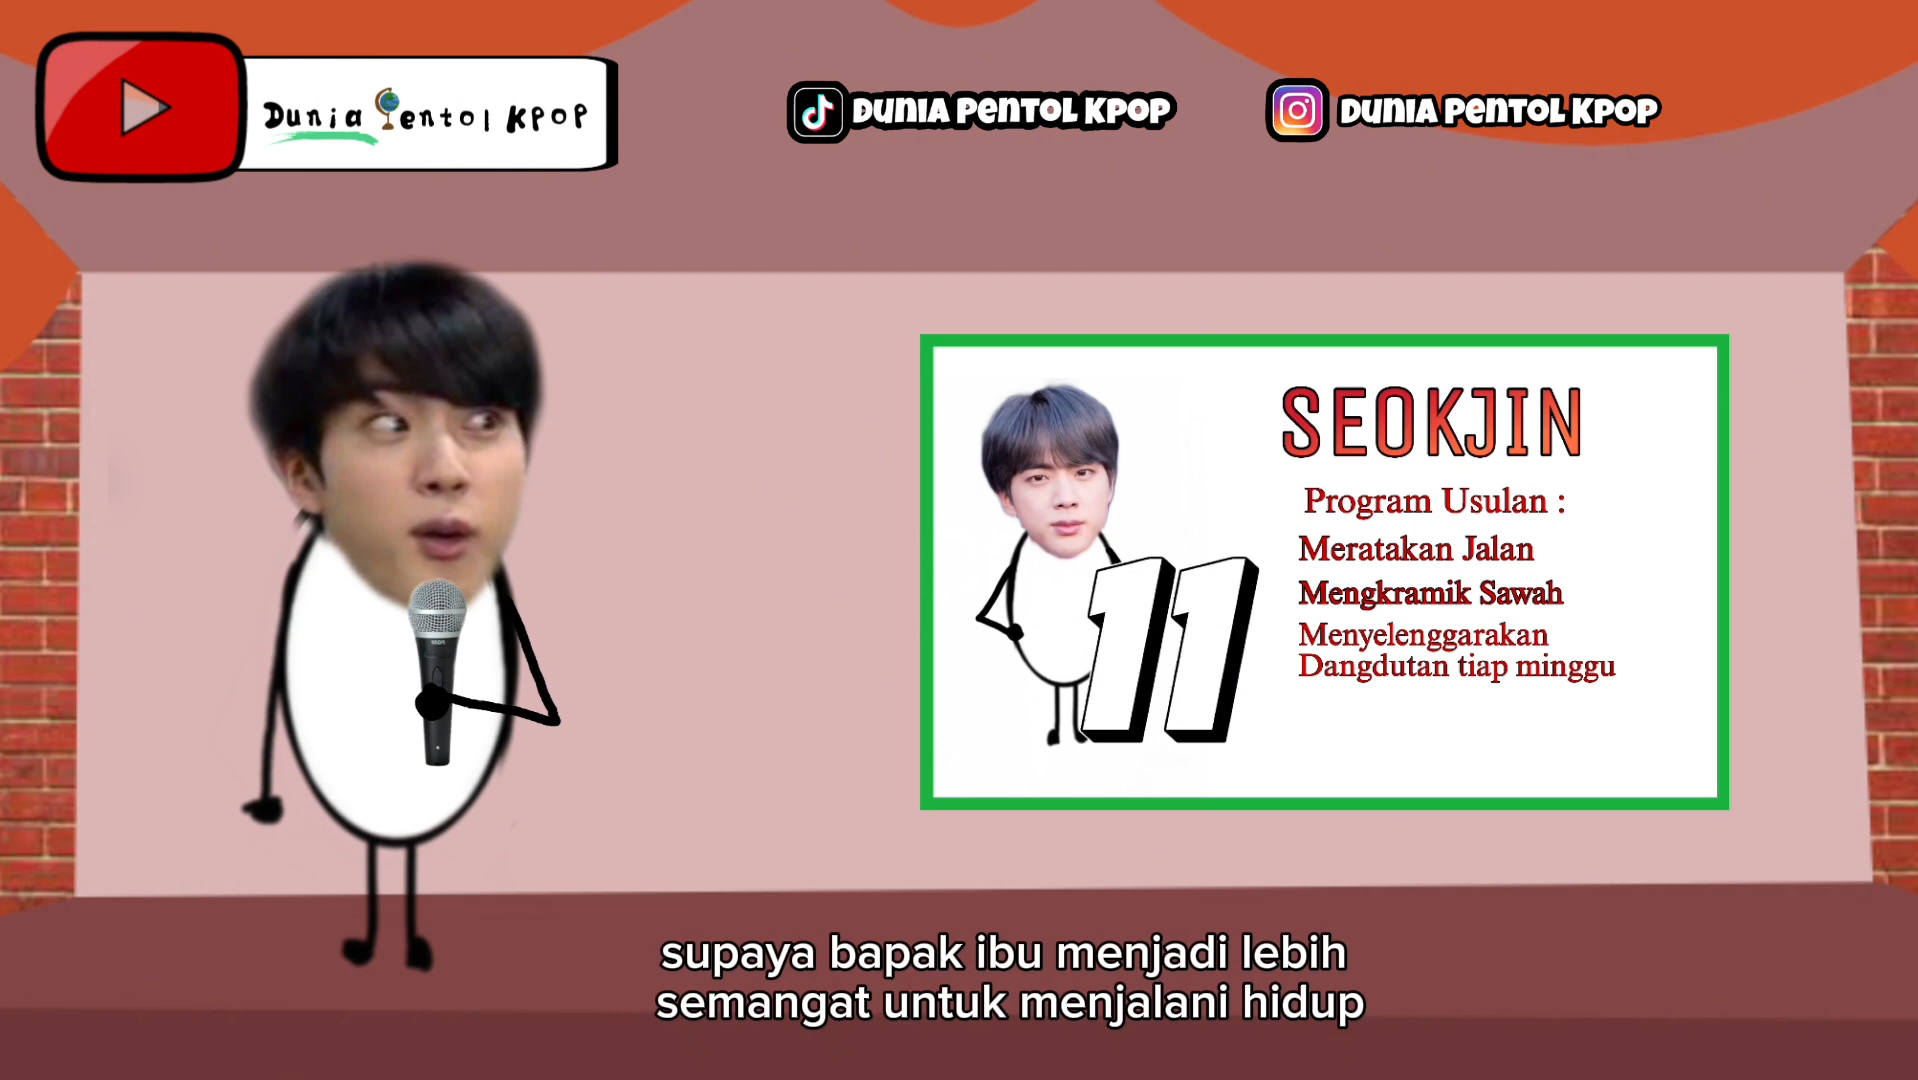 Dunia Pentol KPOP
DUNIA PENTOL KPOP
DUNIA PENTOL KPOP
SEOKJIN
Program Usulan :
Meratakan Jalan
Mengkramik Sawah
Menyelenggarakan
Dangdutan tiap minggu
11
supaya bapak ibu menjadi lebih
semangat untuk menjalani hidup